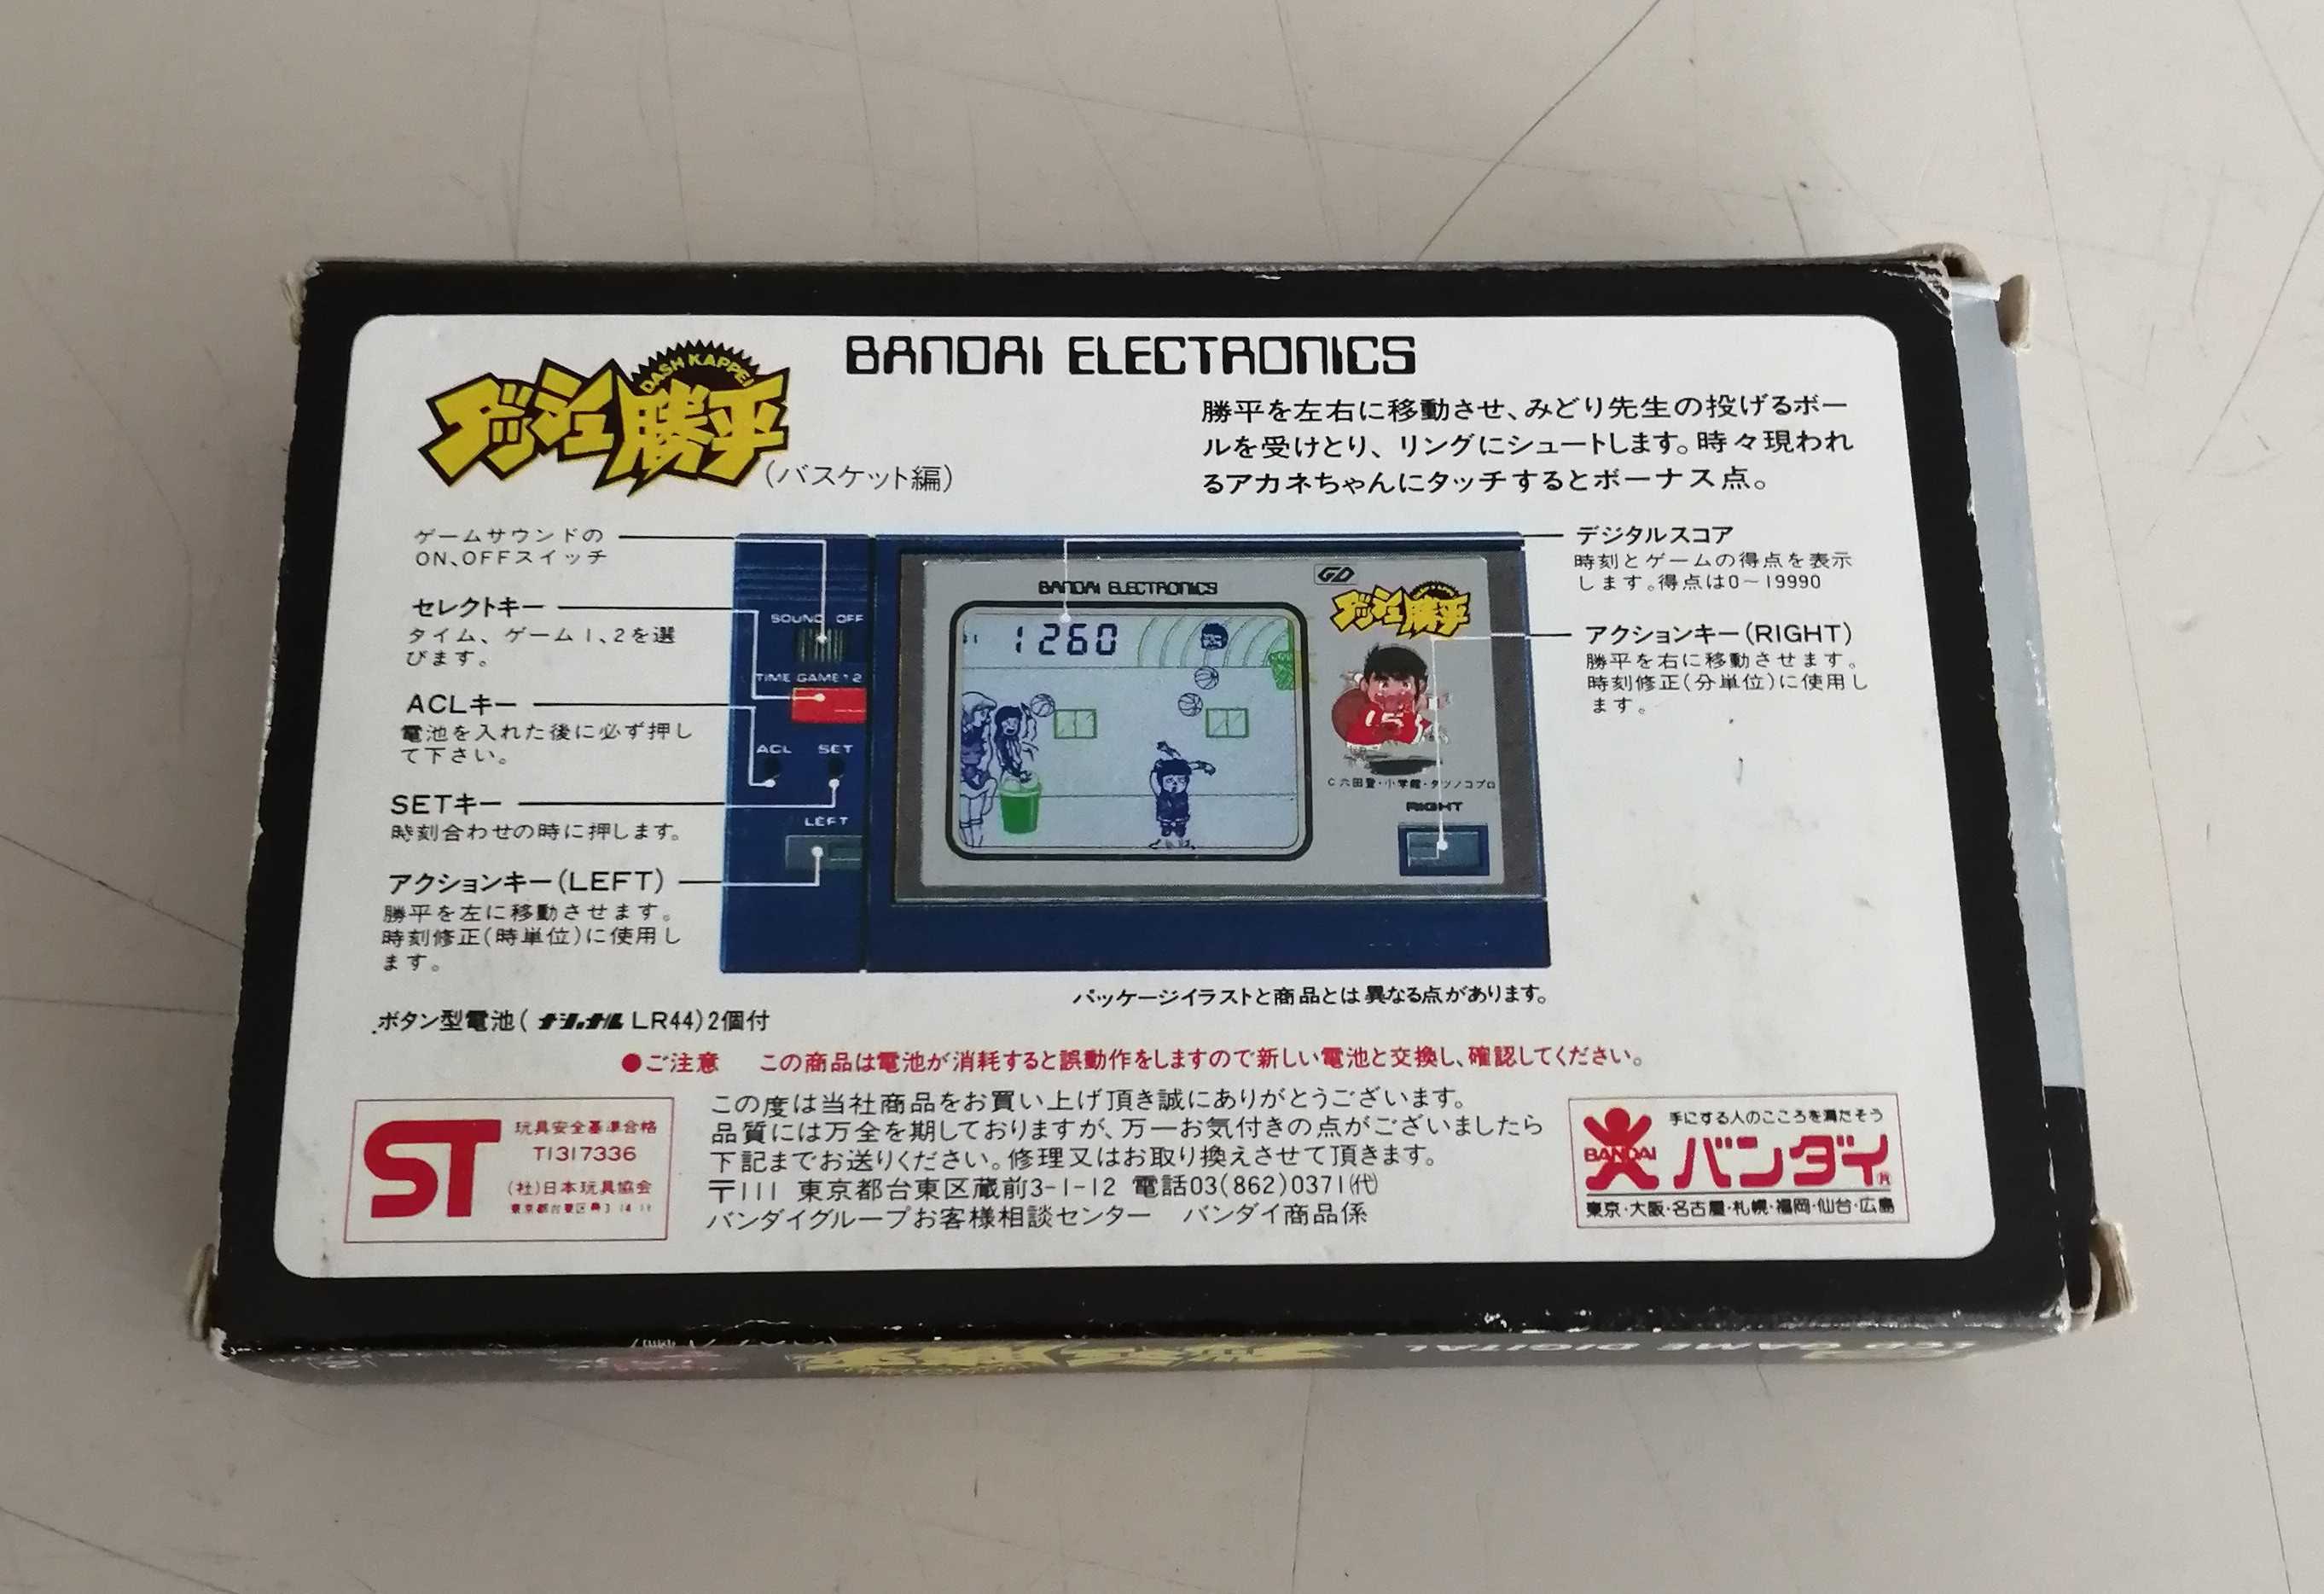 BANDAI ELECTRONICS
DASH KAPPEI
ダッシュ勝平
(バスケット編)
勝平を左右に移動させ、みどり先生の投げるボー
ルを受けとり、リングにシュートします。時々現われ
るアカネちゃんにタッチするとボーナス点。
ゲームサウンドの
ON、OFFスイッチ
セレクトキー
タイム、ゲーム1、2を選
びます。
ACLキー
電池を入れた後に必ず押し
て下さい。
SETキー
時刻合わせの時に押します。
アクションキー(LEFT)
勝平を左に移動させます。
時刻修正(時単位)に使用し
ます。
SOUND OFF
TIME GAME 1 2
ACL SET
LEFT
BANDAI ELECTRONICS
1260
GD
ダッシュ勝平
C 六田登・小学館・タツノコプロ
RIGHT
デジタルスコア
時刻とゲームの得点を表示
します。得点は0~19990
アクションキー(RIGHT)
勝平を右に移動させます。
時刻修正(分単位)に使用し
ます。
パッケージイラストと商品とは異なる点があります。
ボタン型電池(ナショナル LR44)2個付
●ご注意 この商品は電池が消耗すると誤動作をしますので新しい電池と交換し、確認してください。
ST
玩具安全基準合格
T1317336
(社)日本玩具協会
この度は当社商品をお買い上げ頂き誠にありがとうございます。
品質には万全を期しておりますが、万一お気付きの点がございましたら
下記までお送りください。修理又はお取り換えさせて頂きます。
〒111 東京都台東区蔵前3-1-12 電話03(862)0371(代)
バンダイグループお客様相談センター バンダイ商品係
手にする人のこころを満たそう
BANDAI
バンダイ
東京・大阪・名古屋・札幌・福岡・仙台・広島
LCD GAME DIGITAL
ダッシュ勝平